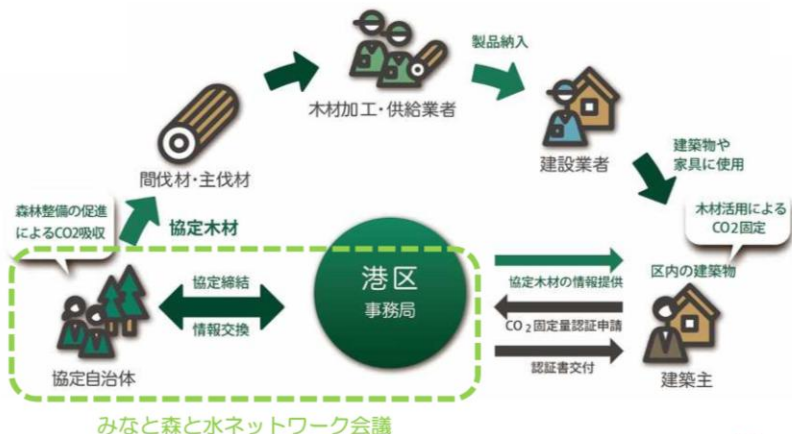 製品納入
木材加工・供給業者
建設業者
間伐材・主伐材
建築物や
家具に使用
森林整備の促進
によるCO2吸収
協定木材
木材活用による
CO2固定
港区
事務局
協定締結
情報交換
協定木材の情報提供
区内の建築物
CO2固定量認証申請
認証書交付
協定自治体
建築主
みなと森と水ネットワーク会議